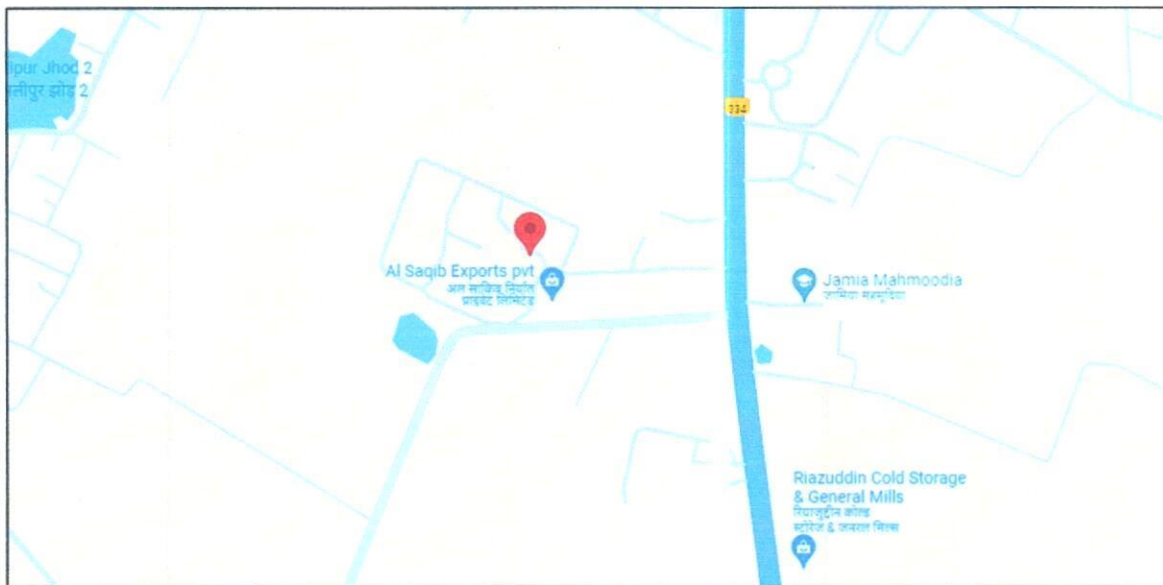 lipur Jhod 2
लीपुर झोड़ 2
334
Al Saqib Exports pvt
अल साकिब निर्यात
प्राइवेट लिमिटेड
Jamia Mahmoodia
जामिया महमूदिया
Riazuddin Cold Storage
& General Mills
रियाजुद्दीन कोल्ड
स्टोरेज & जनरल मिल्स